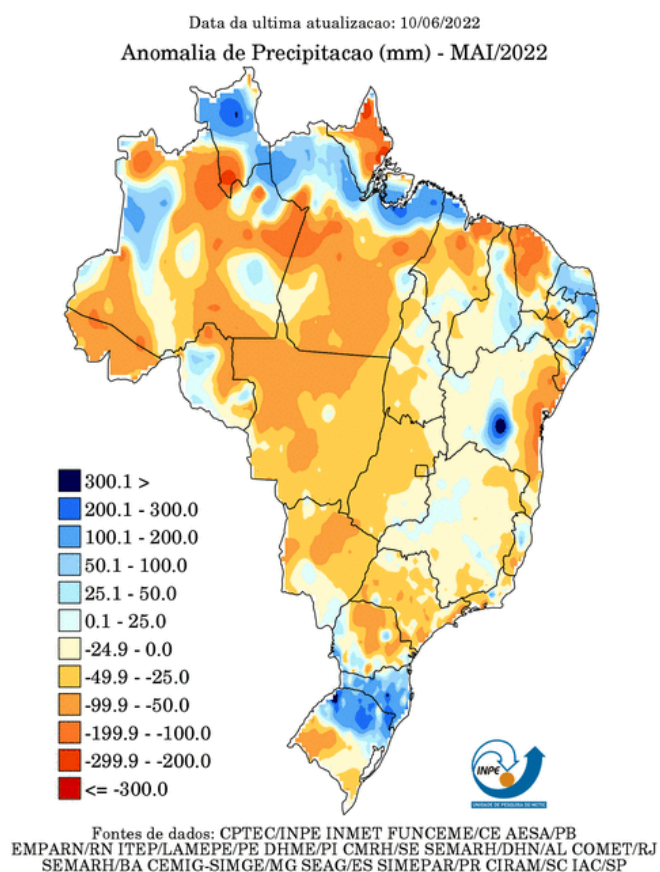 Data da ultima atualizacao: 10/06/2022
Anomalia de Precipitacao (mm) - MAI/2022
300.1 >
200.1 - 300.0
100.1 - 200.0
50.1 - 100.0
25.1 - 50.0
0.1 - 25.0
-24.9 - 0.0
-49.9 - -25.0
-99.9 - -50.0
-199.9 - -100.0
-299.9 - -200.0
<= -300.0
INPE
UNIDADE DE PESQUISA DE
Fontes de dados: CPTEC/INPE INMET FUNCEME/CE AESA/PB
EMPARN/RN ITEP/LAMEPE/PE DHME/PI CMRH/SE SEMARH/DHN/AL COMET/RJ
SEMARH/BA CEMIG-SIMGE/MG SEAG/ES SIMEPAR/PR CIRAM/SC IAC/SP